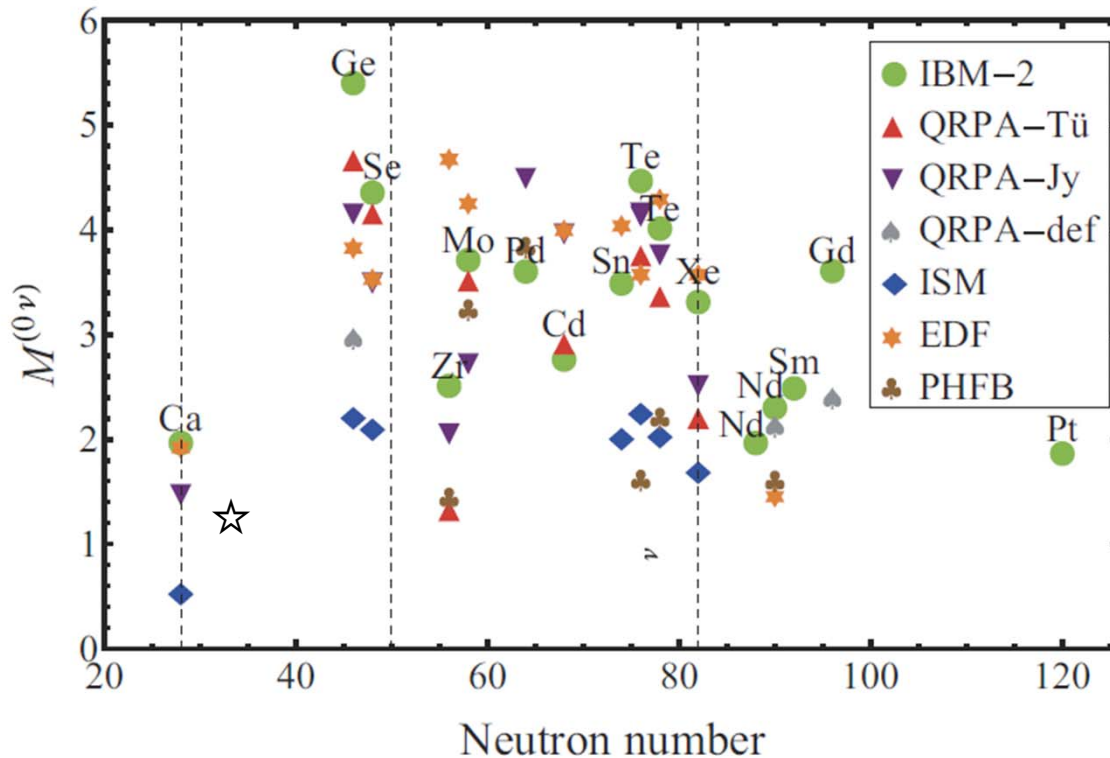 6
5
4
3
2
1
0
20 40 60 80 100 120
M(0ν)
Neutron number
Ca
Ge
Se
Zr
Mo
Pd
Cd
Sn
Te
Te
Xe
Nd
Nd
Sm
Gd
Pt
ν
IBM−2
QRPA−Tü
QRPA−Jy
QRPA−def
ISM
EDF
PHFB